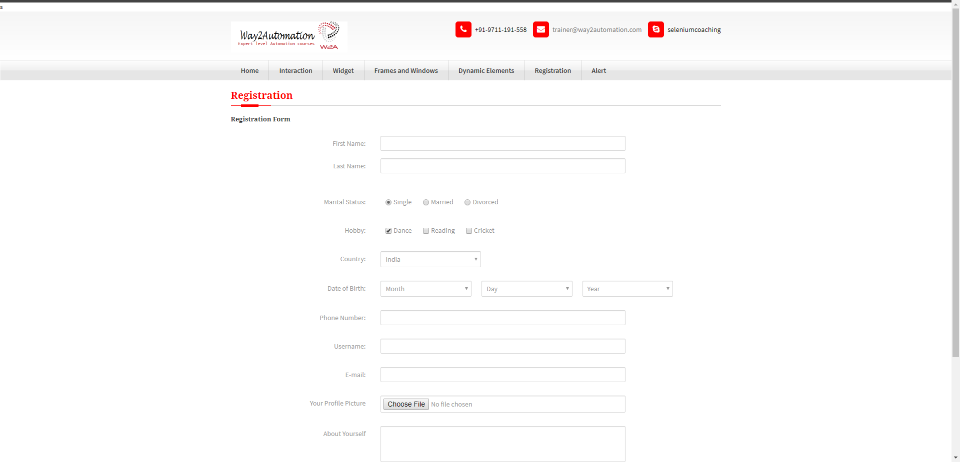 s
Way2Automation
Expert level Automation courses
W2A
+91-9711-191-558 trainer@way2automation.com seleniumcoaching
Home Interaction Widget Frames and Windows Dynamic Elements Registration Alert
Registration
Registration Form
First Name:
Last Name:
Marital Status: Single Married Divorced
Hobby: Dance Reading Cricket
Country: India
Date of Birth: Month Day Year
Phone Number:
Username:
E-mail:
Your Profile Picture Choose File No file chosen
About Yourself